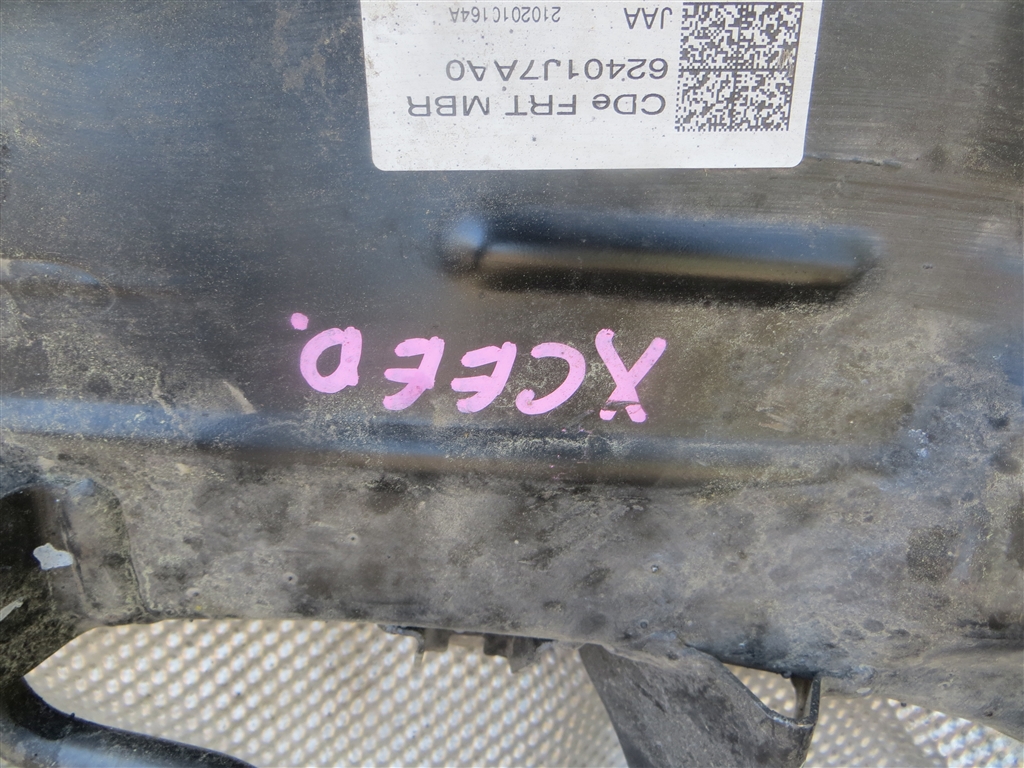 XCEED.
CDe FRT MBR
62401J7AA0
JAA 210201C164A